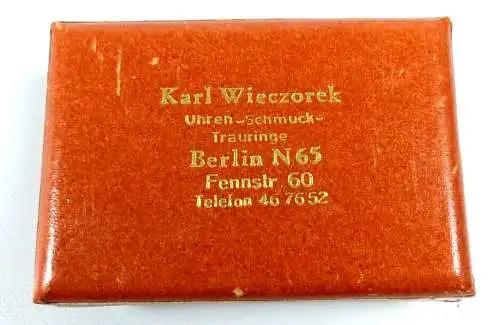 Karl Wieczorek
Uhren-Schmuck-
Trauringe
Berlin N65
Fennstr. 60
Telefon 46 76 52